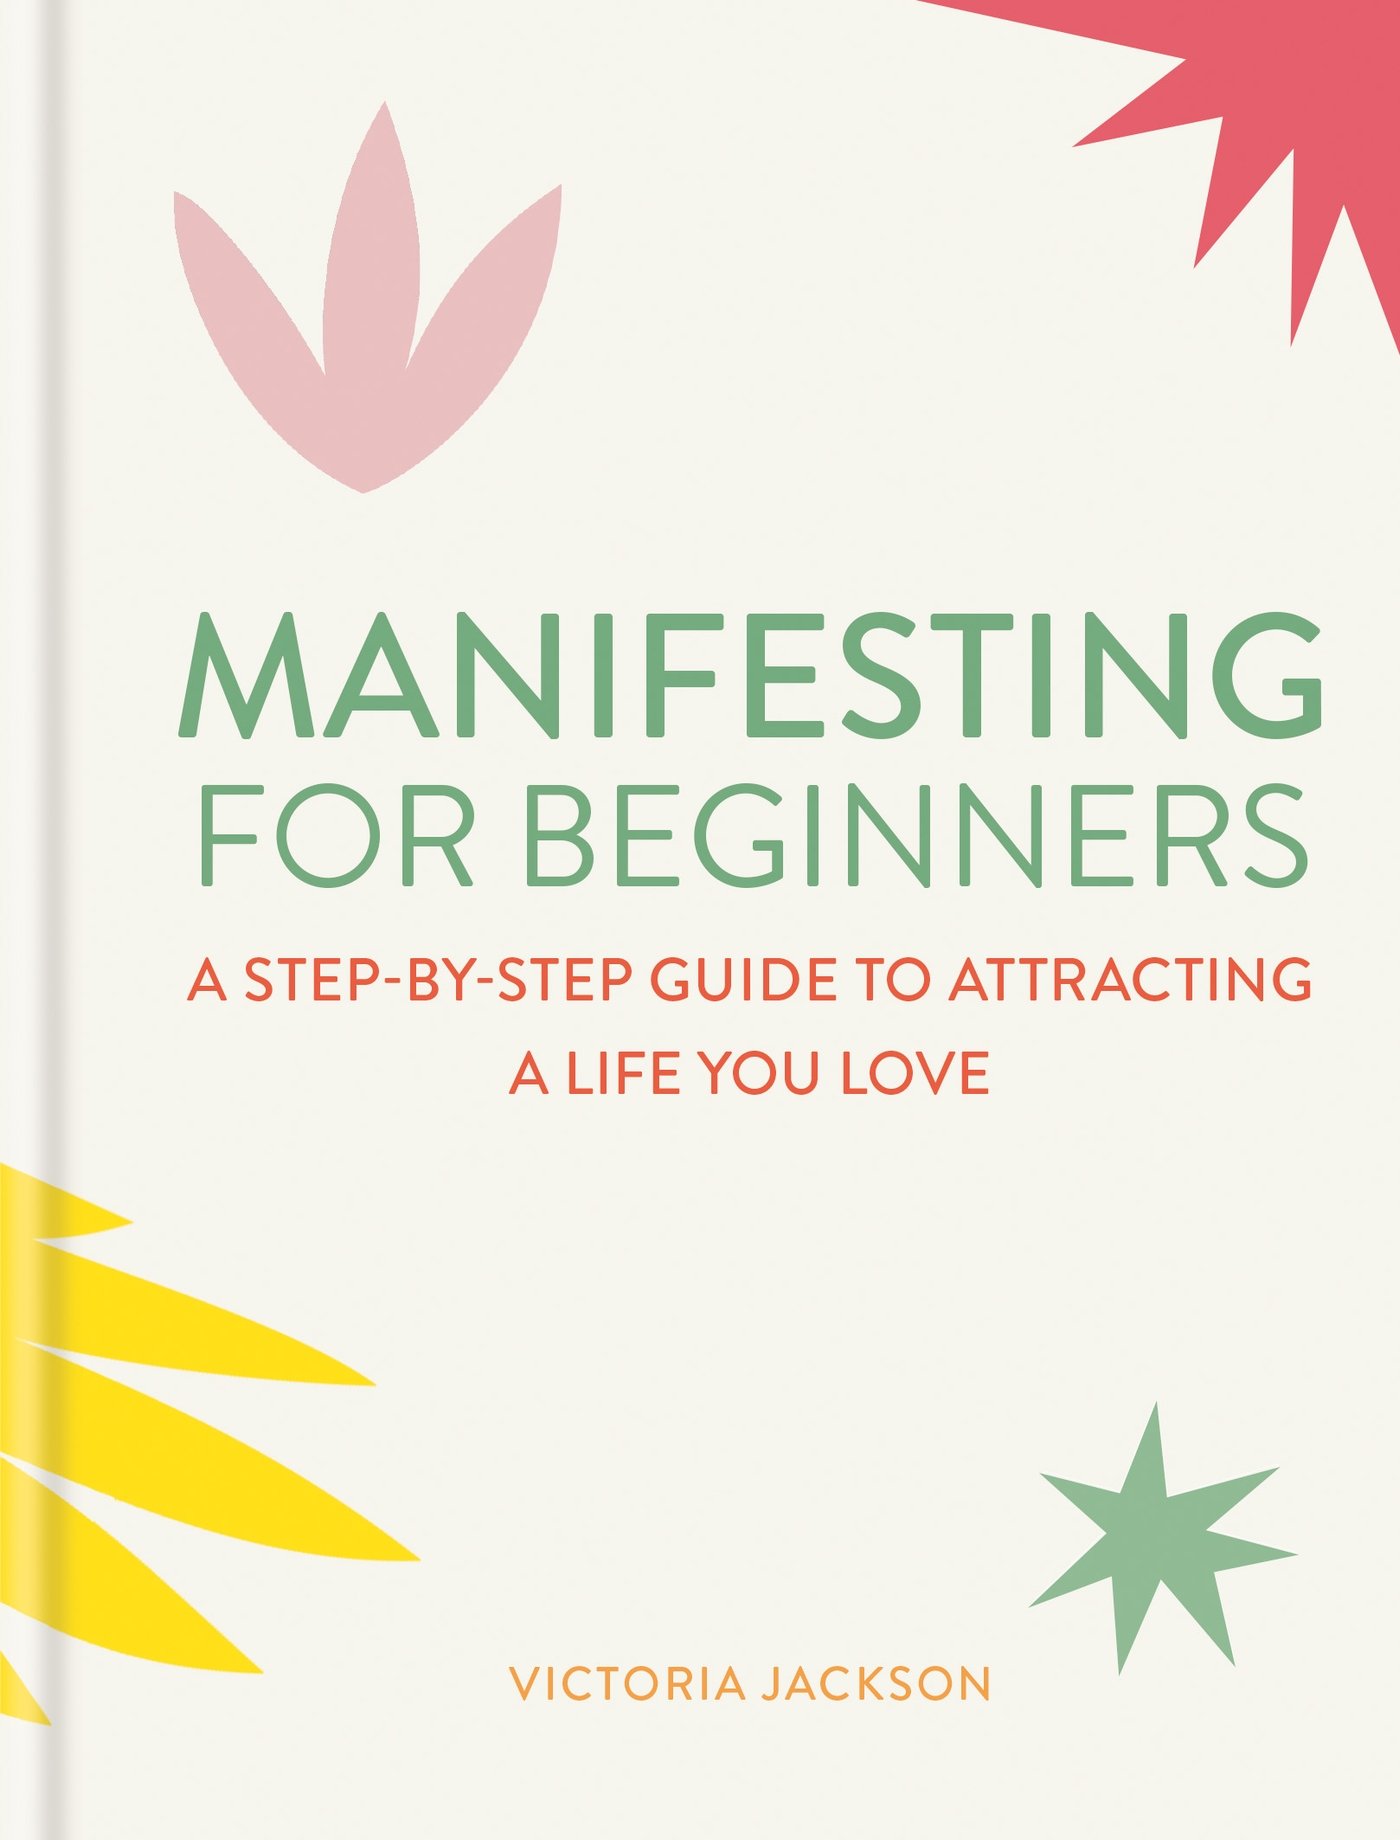 MANIFESTING
FOR BEGINNERS
A STEP-BY-STEP GUIDE TO ATTRACTING
A LIFE YOU LOVE
VICTORIA JACKSON